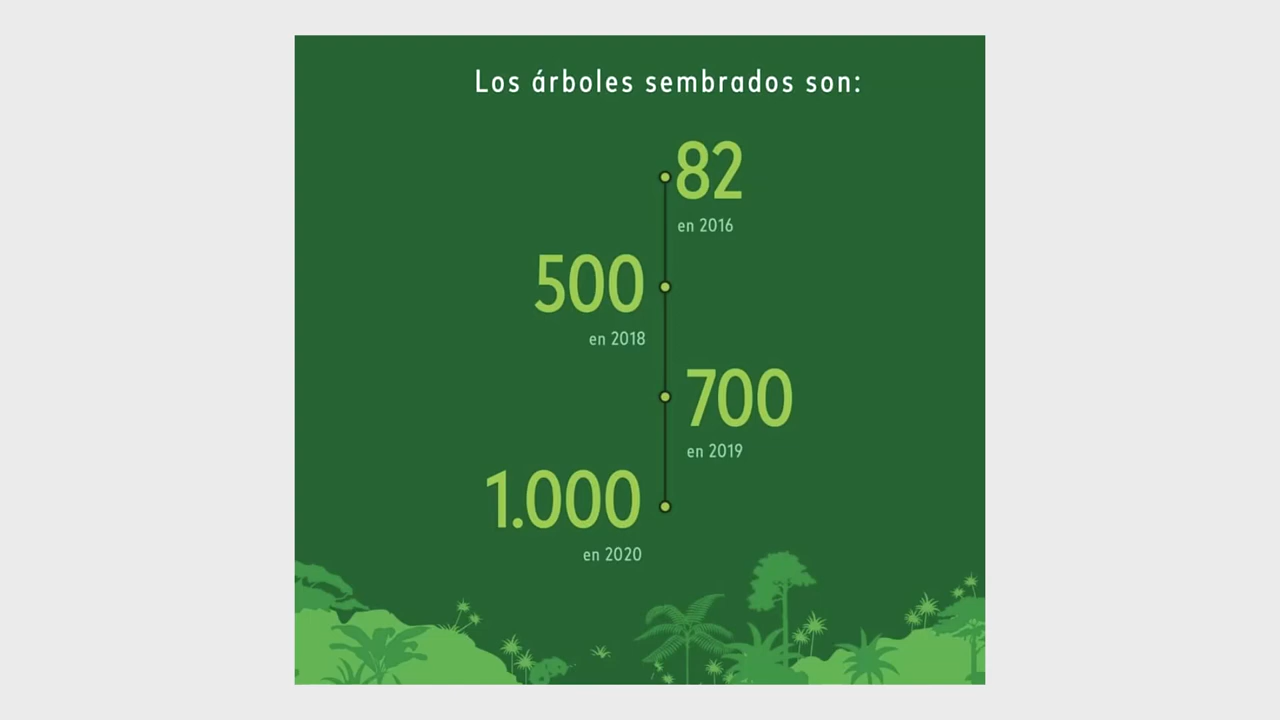 Los árboles sembrados son:
82
en 2016
500
en 2018
700
en 2019
1.000
en 2020